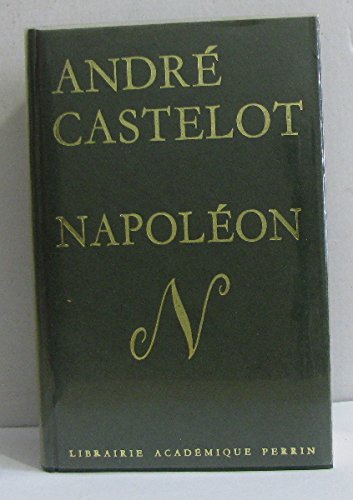 ANDRÉ
CASTELOT
NAPOLÉON
N
LIBRAIRIE ACADÉMIQUE PERRIN